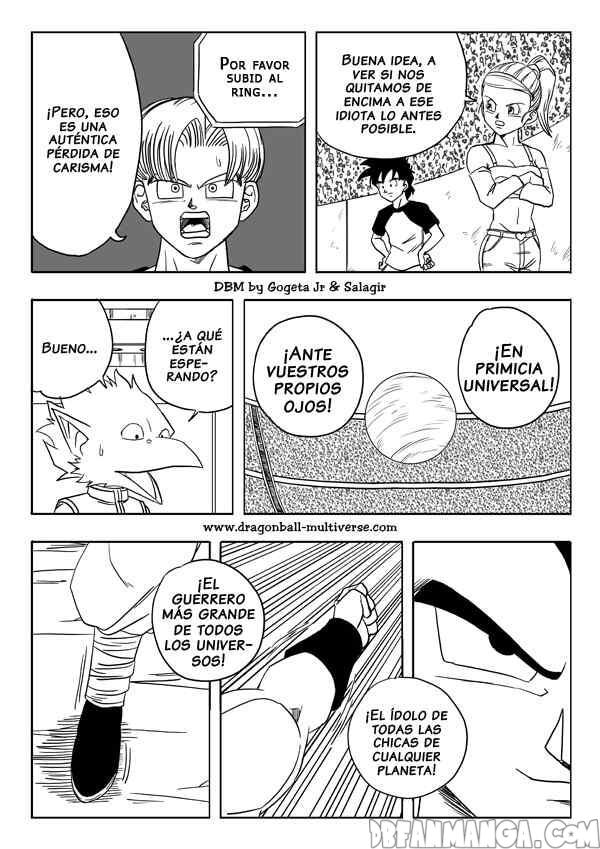 ¡PERO, ESO
ES UNA
AUTÉNTICA
PÉRDIDA DE
CARISMA!
POR FAVOR
SUBID AL
RING...
BUENA IDEA, A
VER SI NOS
QUITAMOS DE
ENCIMA A ESE
IDIOTA LO ANTES
POSIBLE.
DBM by Gogeta Jr & Salagir
BUENO...
...¿A QUÉ
ESTÁN
ESPE-
RANDO?
¡ANTE
VUESTROS
PROPIOS
OJOS!
¡EN
PRIMICIA
UNIVERSAL!
www.dragonball-multiverse.com
¡EL
GUERRERO
MÁS GRANDE
DE TODOS
LOS UNIVER-
SOS!
¡EL ÍDOLO DE
TODAS LAS
CHICAS DE
CUALQUIER
PLANETA!
DBFANMANGA.COM